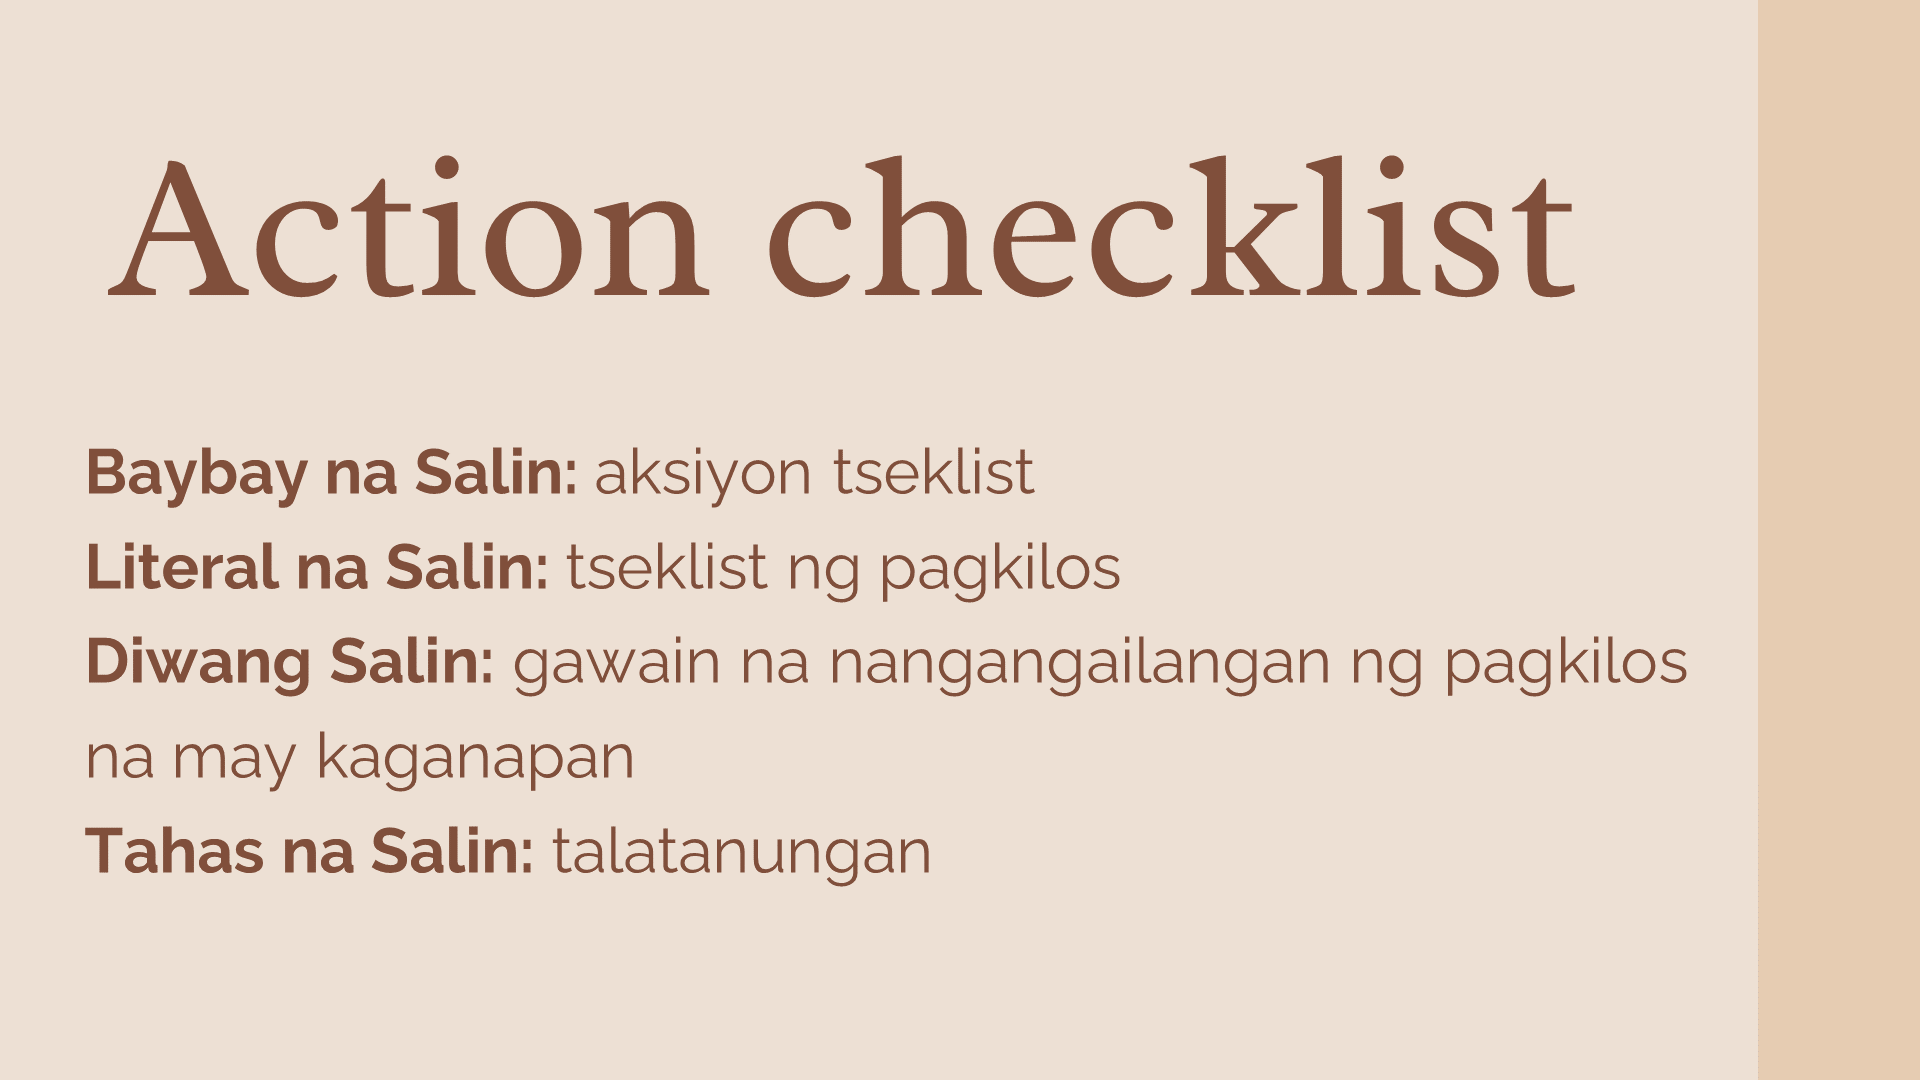 Action checklist
Baybay na Salin: aksiyon tseklist
Literal na Salin: tseklist ng pagkilos
Diwang Salin: gawain na nangangailangan ng pagkilos
na may kaganapan
Tahas na Salin: talatanungan